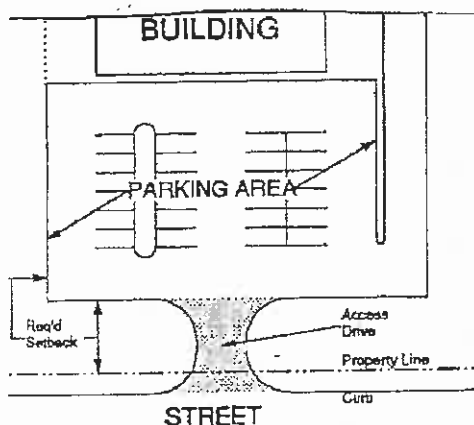 BUILDING
PARKING AREA
Req'd
Setback
Access
Drive
Property Line
Curb
STREET